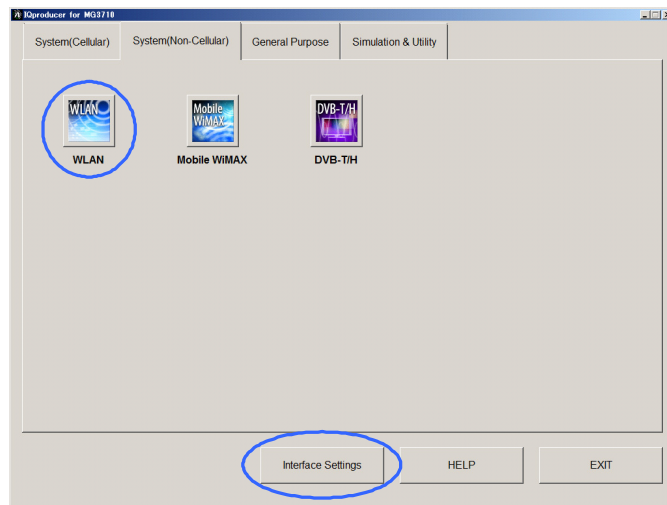 IQproducer for MG3710
System(Cellular) System(Non-Cellular) General Purpose Simulation & Utility
WLAN Mobile WiMAX DVB-T/H
WLAN Mobile WiMAX DVB-T/H
Interface Settings HELP EXIT